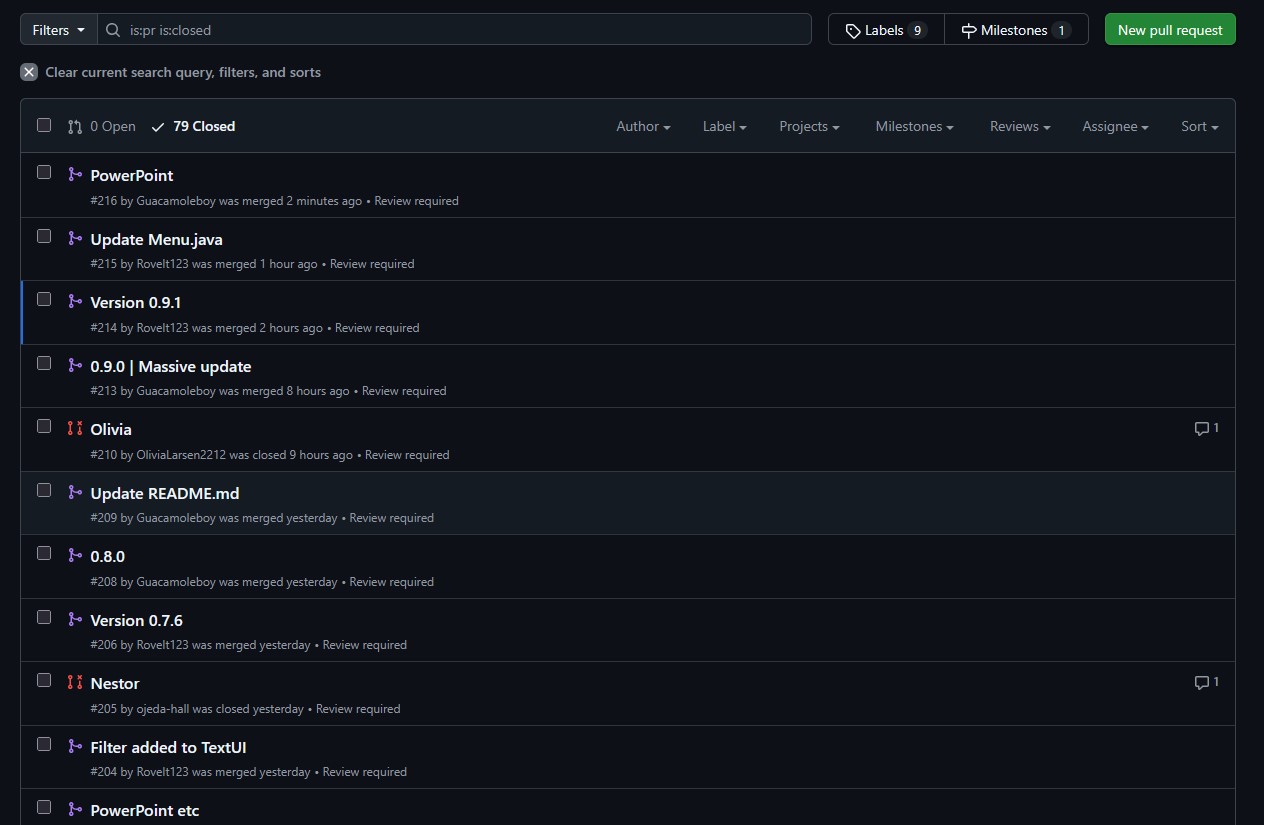 Filters is:pr is:closed Labels 9 Milestones 1 New pull request
Clear current search query, filters, and sorts
0 Open 79 Closed Author Label Projects Milestones Reviews Assignee Sort
PowerPoint
#216 by Guacamoleboy was merged 2 minutes ago • Review required
Update Menu.java
#215 by RoveIt123 was merged 1 hour ago • Review required
Version 0.9.1
#214 by RoveIt123 was merged 2 hours ago • Review required
0.9.0 | Massive update
#213 by Guacamoleboy was merged 8 hours ago • Review required
Olivia 1
#210 by OliviaLarsen2212 was closed 9 hours ago • Review required
Update README.md
#209 by Guacamoleboy was merged yesterday • Review required
0.8.0
#208 by Guacamoleboy was merged yesterday • Review required
Version 0.7.6
#206 by RoveIt123 was merged yesterday • Review required
Nestor 1
#205 by ojeda-hall was closed yesterday • Review required
Filter added to TextUI
#204 by RoveIt123 was merged yesterday • Review required
PowerPoint etc